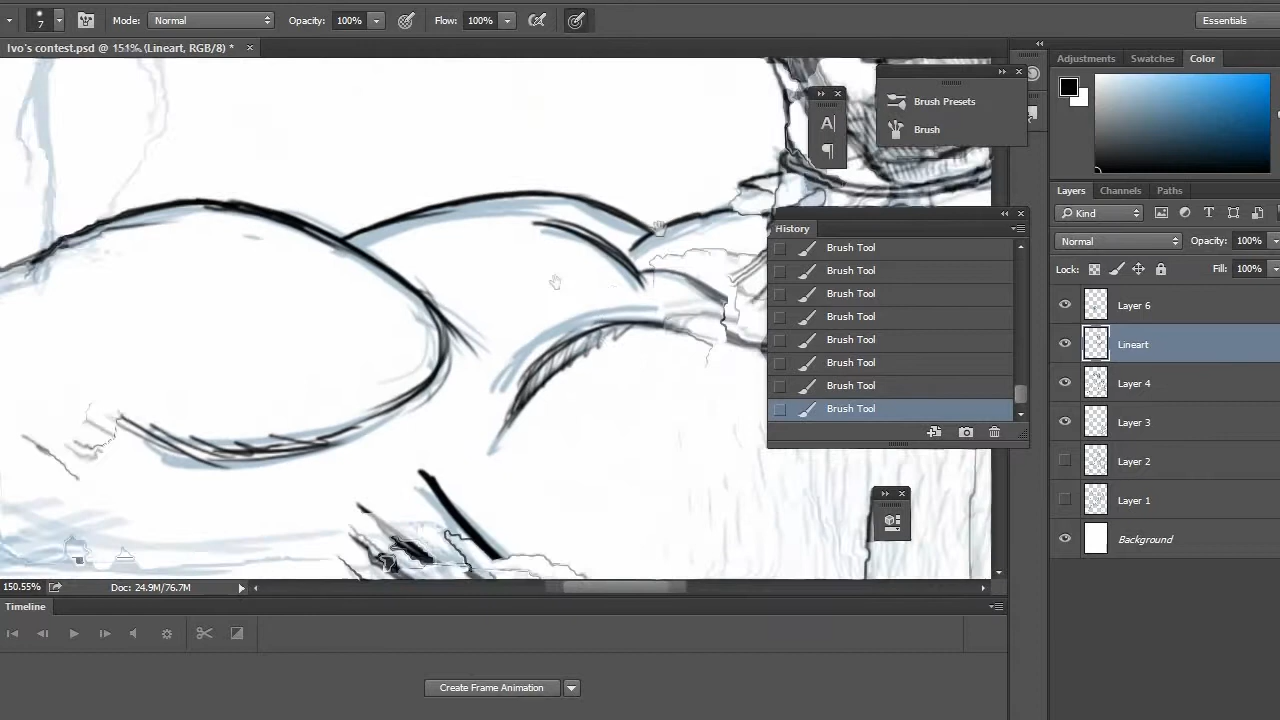 7
Mode: Normal
Opacity: 100%
Flow: 100%
Essentials
Ivo's contest.psd @ 151% (Lineart, RGB/8) *
Brush Presets
Brush
A
History
Brush Tool
Brush Tool
Brush Tool
Brush Tool
Brush Tool
Brush Tool
Brush Tool
Brush Tool
Adjustments
Swatches
Color
Layers
Channels
Paths
Kind
Normal
Opacity: 100%
Lock:
Fill: 100%
Layer 6
Lineart
Layer 4
Layer 3
Layer 2
Layer 1
Background
150.55%
Doc: 24.9M/76.7M
Timeline
Create Frame Animation